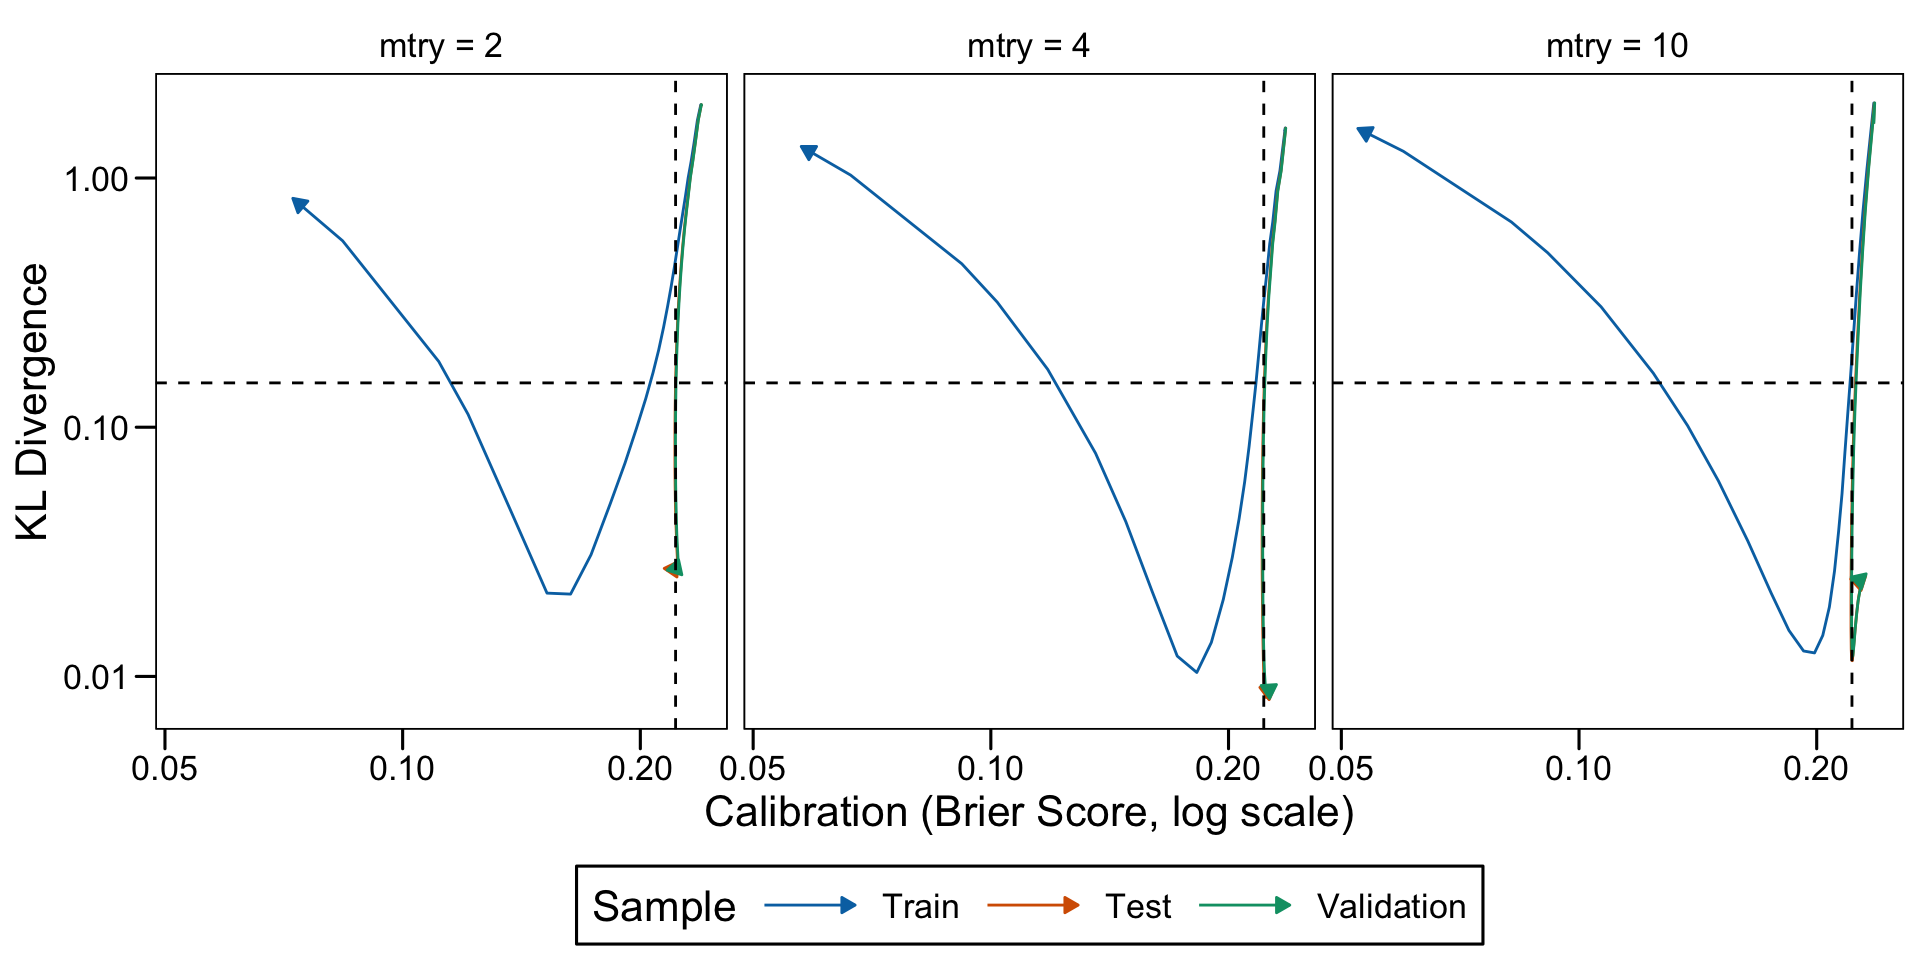 mtry = 2 mtry = 4 mtry = 10
KL Divergence
1.00
0.10
0.01
0.05 0.10 0.20 0.05 0.10 0.20 0.05 0.10 0.20
Calibration (Brier Score, log scale)
Sample Train Test Validation